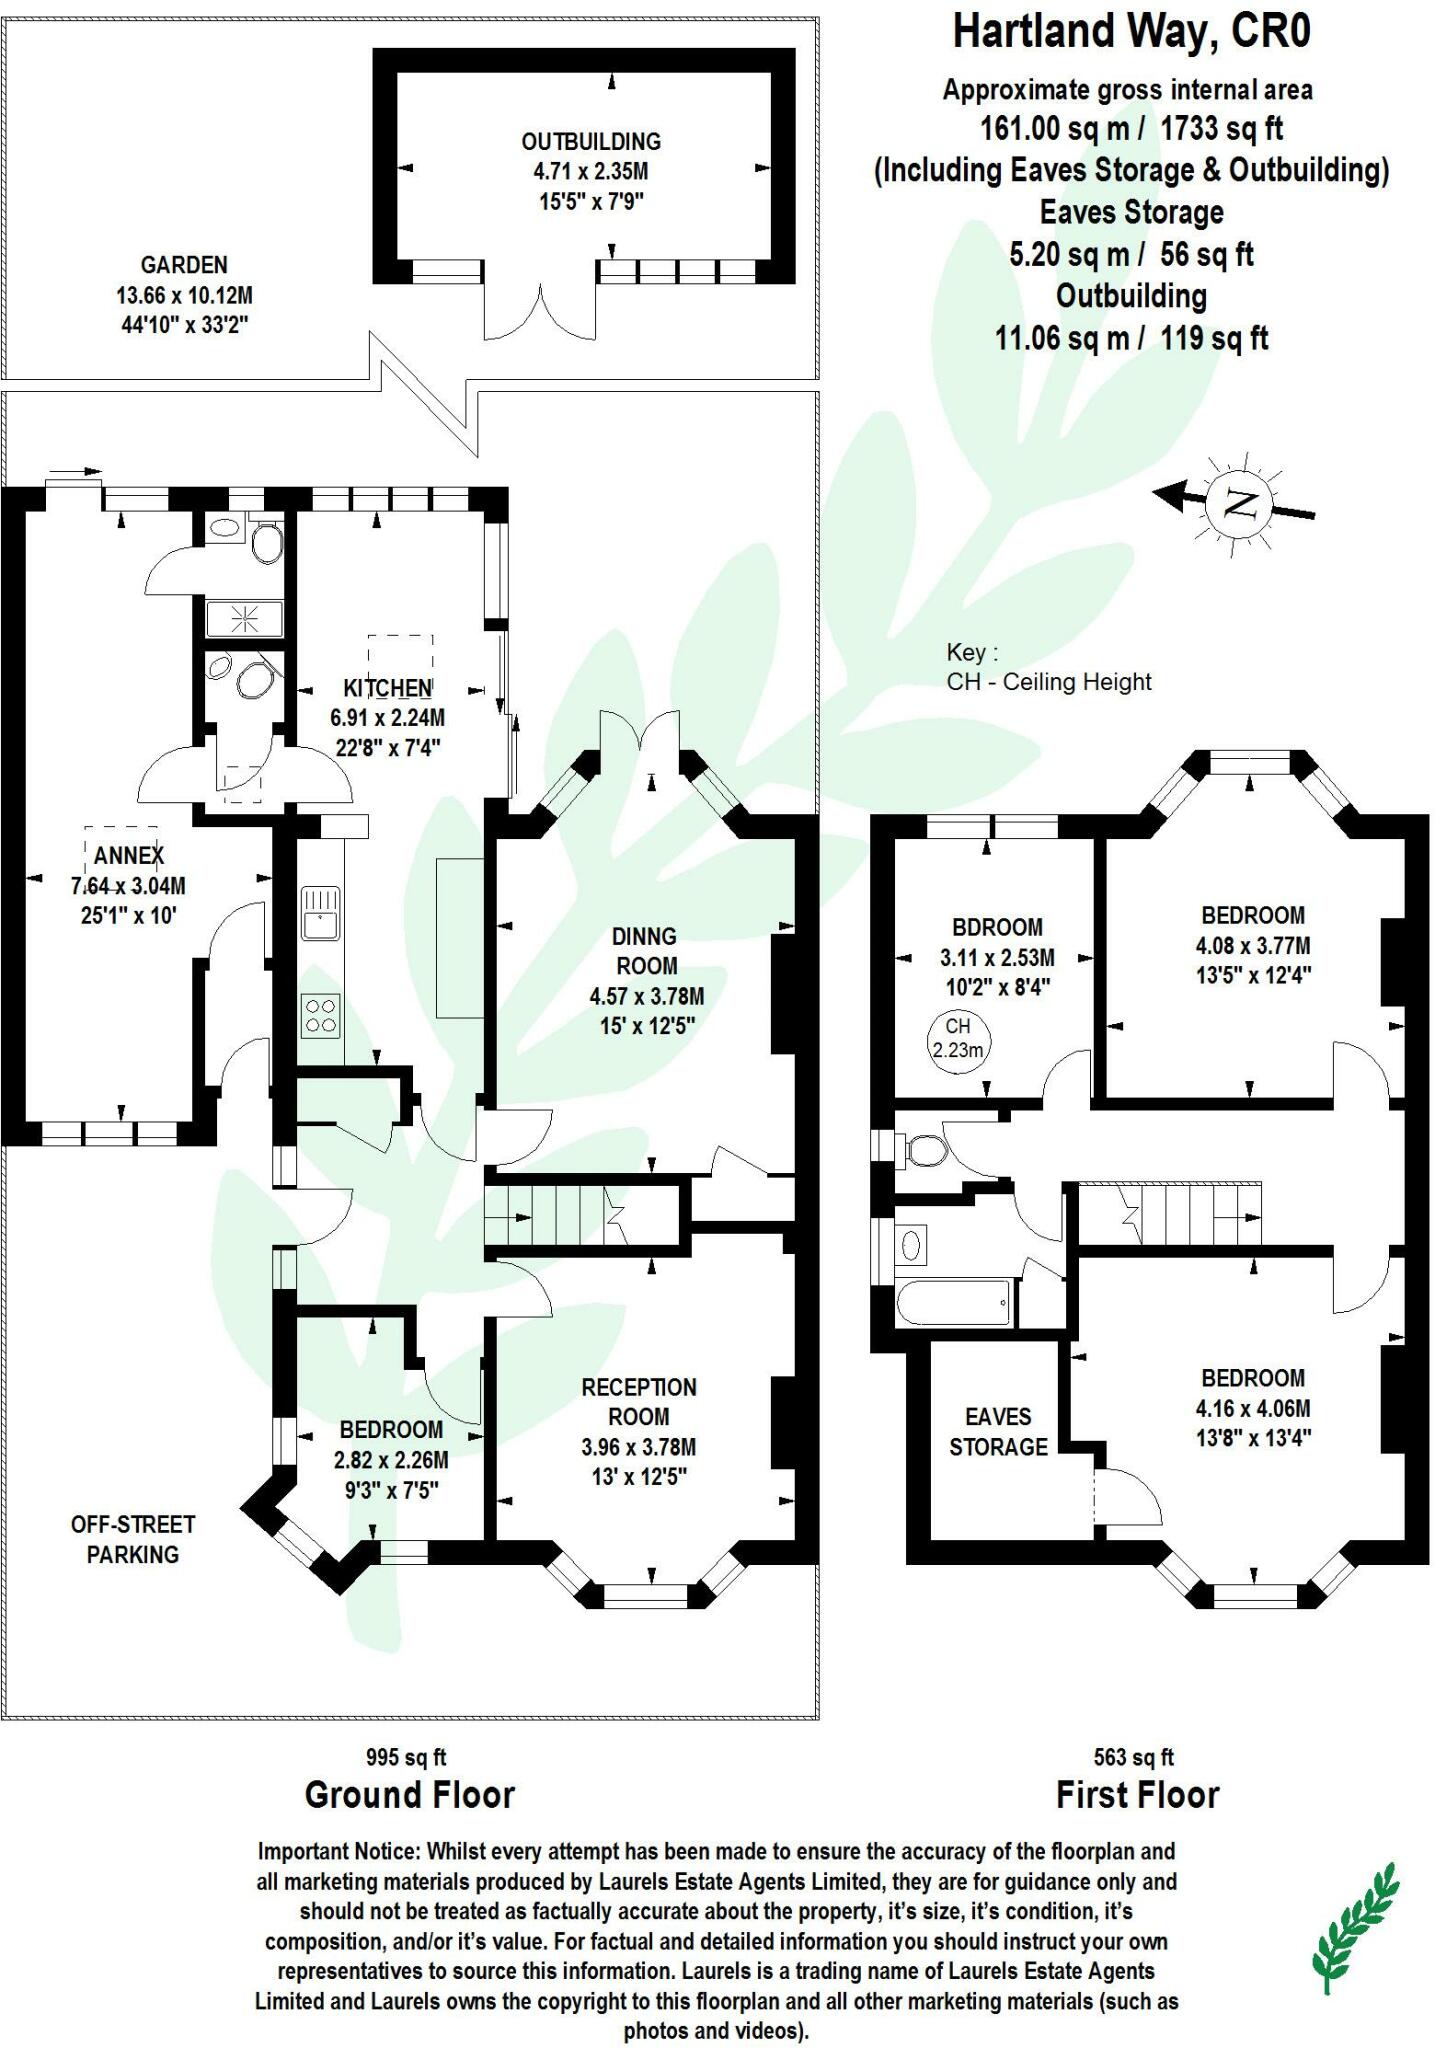 Hartland Way, CR0
Approximate gross internal area
161.00 sq m / 1733 sq ft
(Including Eaves Storage & Outbuilding)
Eaves Storage
5.20 sq m / 56 sq ft
Outbuilding
11.06 sq m / 119 sq ft
OUTBUILDING
4.71 x 2.35M
15'5" x 7'9"
GARDEN
13.66 x 10.12M
44'10" x 33'2"
N
Key :
CH - Ceiling Height
KITCHEN
6.91 x 2.24M
22'8" x 7'4"
ANNEX
7.64 x 3.04M
25'1" x 10'
DINNG
ROOM
4.57 x 3.78M
15' x 12'5"
BDROOM
3.11 x 2.53M
10'2" x 8'4"
CH
2.23m
BEDROOM
4.08 x 3.77M
13'5" x 12'4"
RECEPTION
ROOM
3.96 x 3.78M
13' x 12'5"
BEDROOM
2.82 x 2.26M
9'3" x 7'5"
OFF-STREET
PARKING
EAVES
STORAGE
BEDROOM
4.16 x 4.06M
13'8" x 13'4"
995 sq ft
Ground Floor
563 sq ft
First Floor
Important Notice: Whilst every attempt has been made to ensure the accuracy of the floorplan and
all marketing materials produced by Laurels Estate Agents Limited, they are for guidance only and
should not be treated as factually accurate about the property, it's size, it's condition, it's
composition, and/or it's value. For factual and detailed information you should instruct your own
representatives to source this information. Laurels is a trading name of Laurels Estate Agents
Limited and Laurels owns the copyright to this floorplan and all other marketing materials (such as
photos and videos).